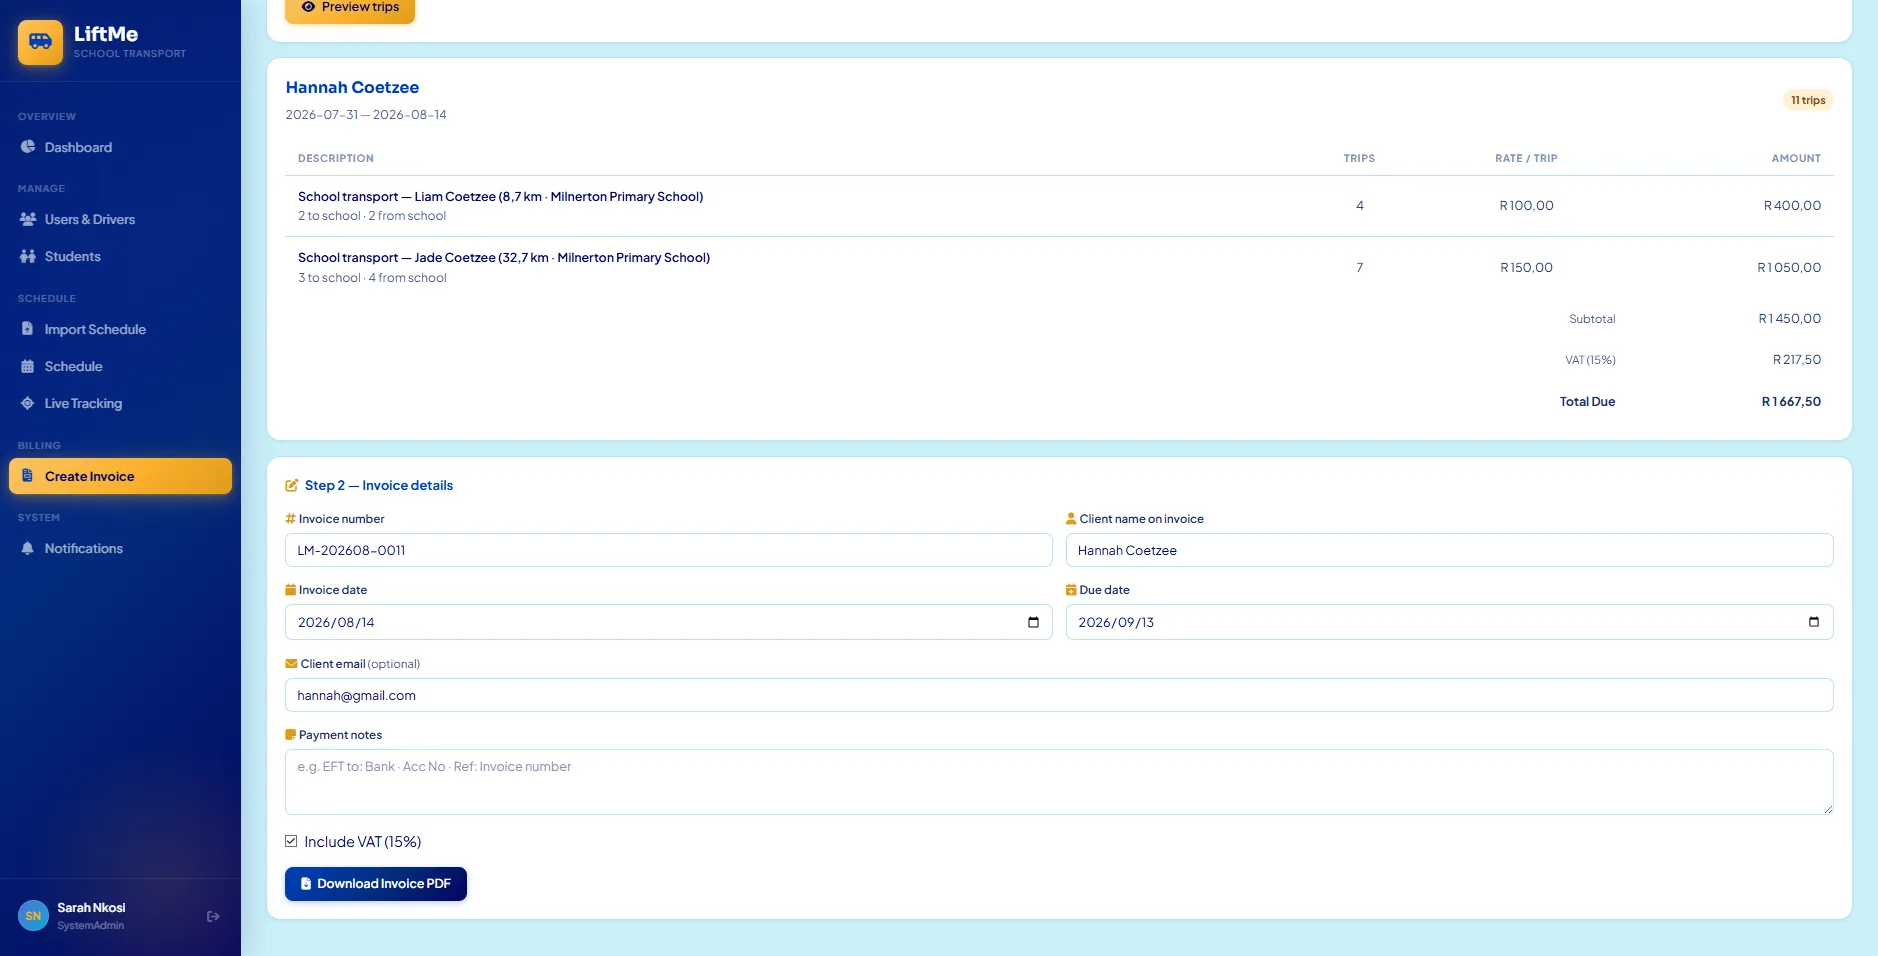 LiftMe
SCHOOL TRANSPORT
OVERVIEW
Dashboard
MANAGE
Users & Drivers
Students
SCHEDULE
Import Schedule
Schedule
Live Tracking
BILLING
Create Invoice
SYSTEM
Notifications
SN
Sarah Nkosi
SystemAdmin
Preview trips
Hannah Coetzee
2026-07-31 — 2026-08-14
11 trips
DESCRIPTION TRIPS RATE / TRIP AMOUNT
School transport — Liam Coetzee (8,7 km · Milnerton Primary School)
2 to school · 2 from school
4 R 100,00 R 400,00
School transport — Jade Coetzee (32,7 km · Milnerton Primary School)
3 to school · 4 from school
7 R 150,00 R 1 050,00
Subtotal R 1 450,00
VAT (15%) R 217,50
Total Due R 1 667,50
Step 2 — Invoice details
Invoice number
LM-202608-0011
Client name on invoice
Hannah Coetzee
Invoice date
2026/08/14
Due date
2026/09/13
Client email (optional)
hannah@gmail.com
Payment notes
e.g. EFT to: Bank · Acc No · Ref: Invoice number
Include VAT (15%)
Download Invoice PDF